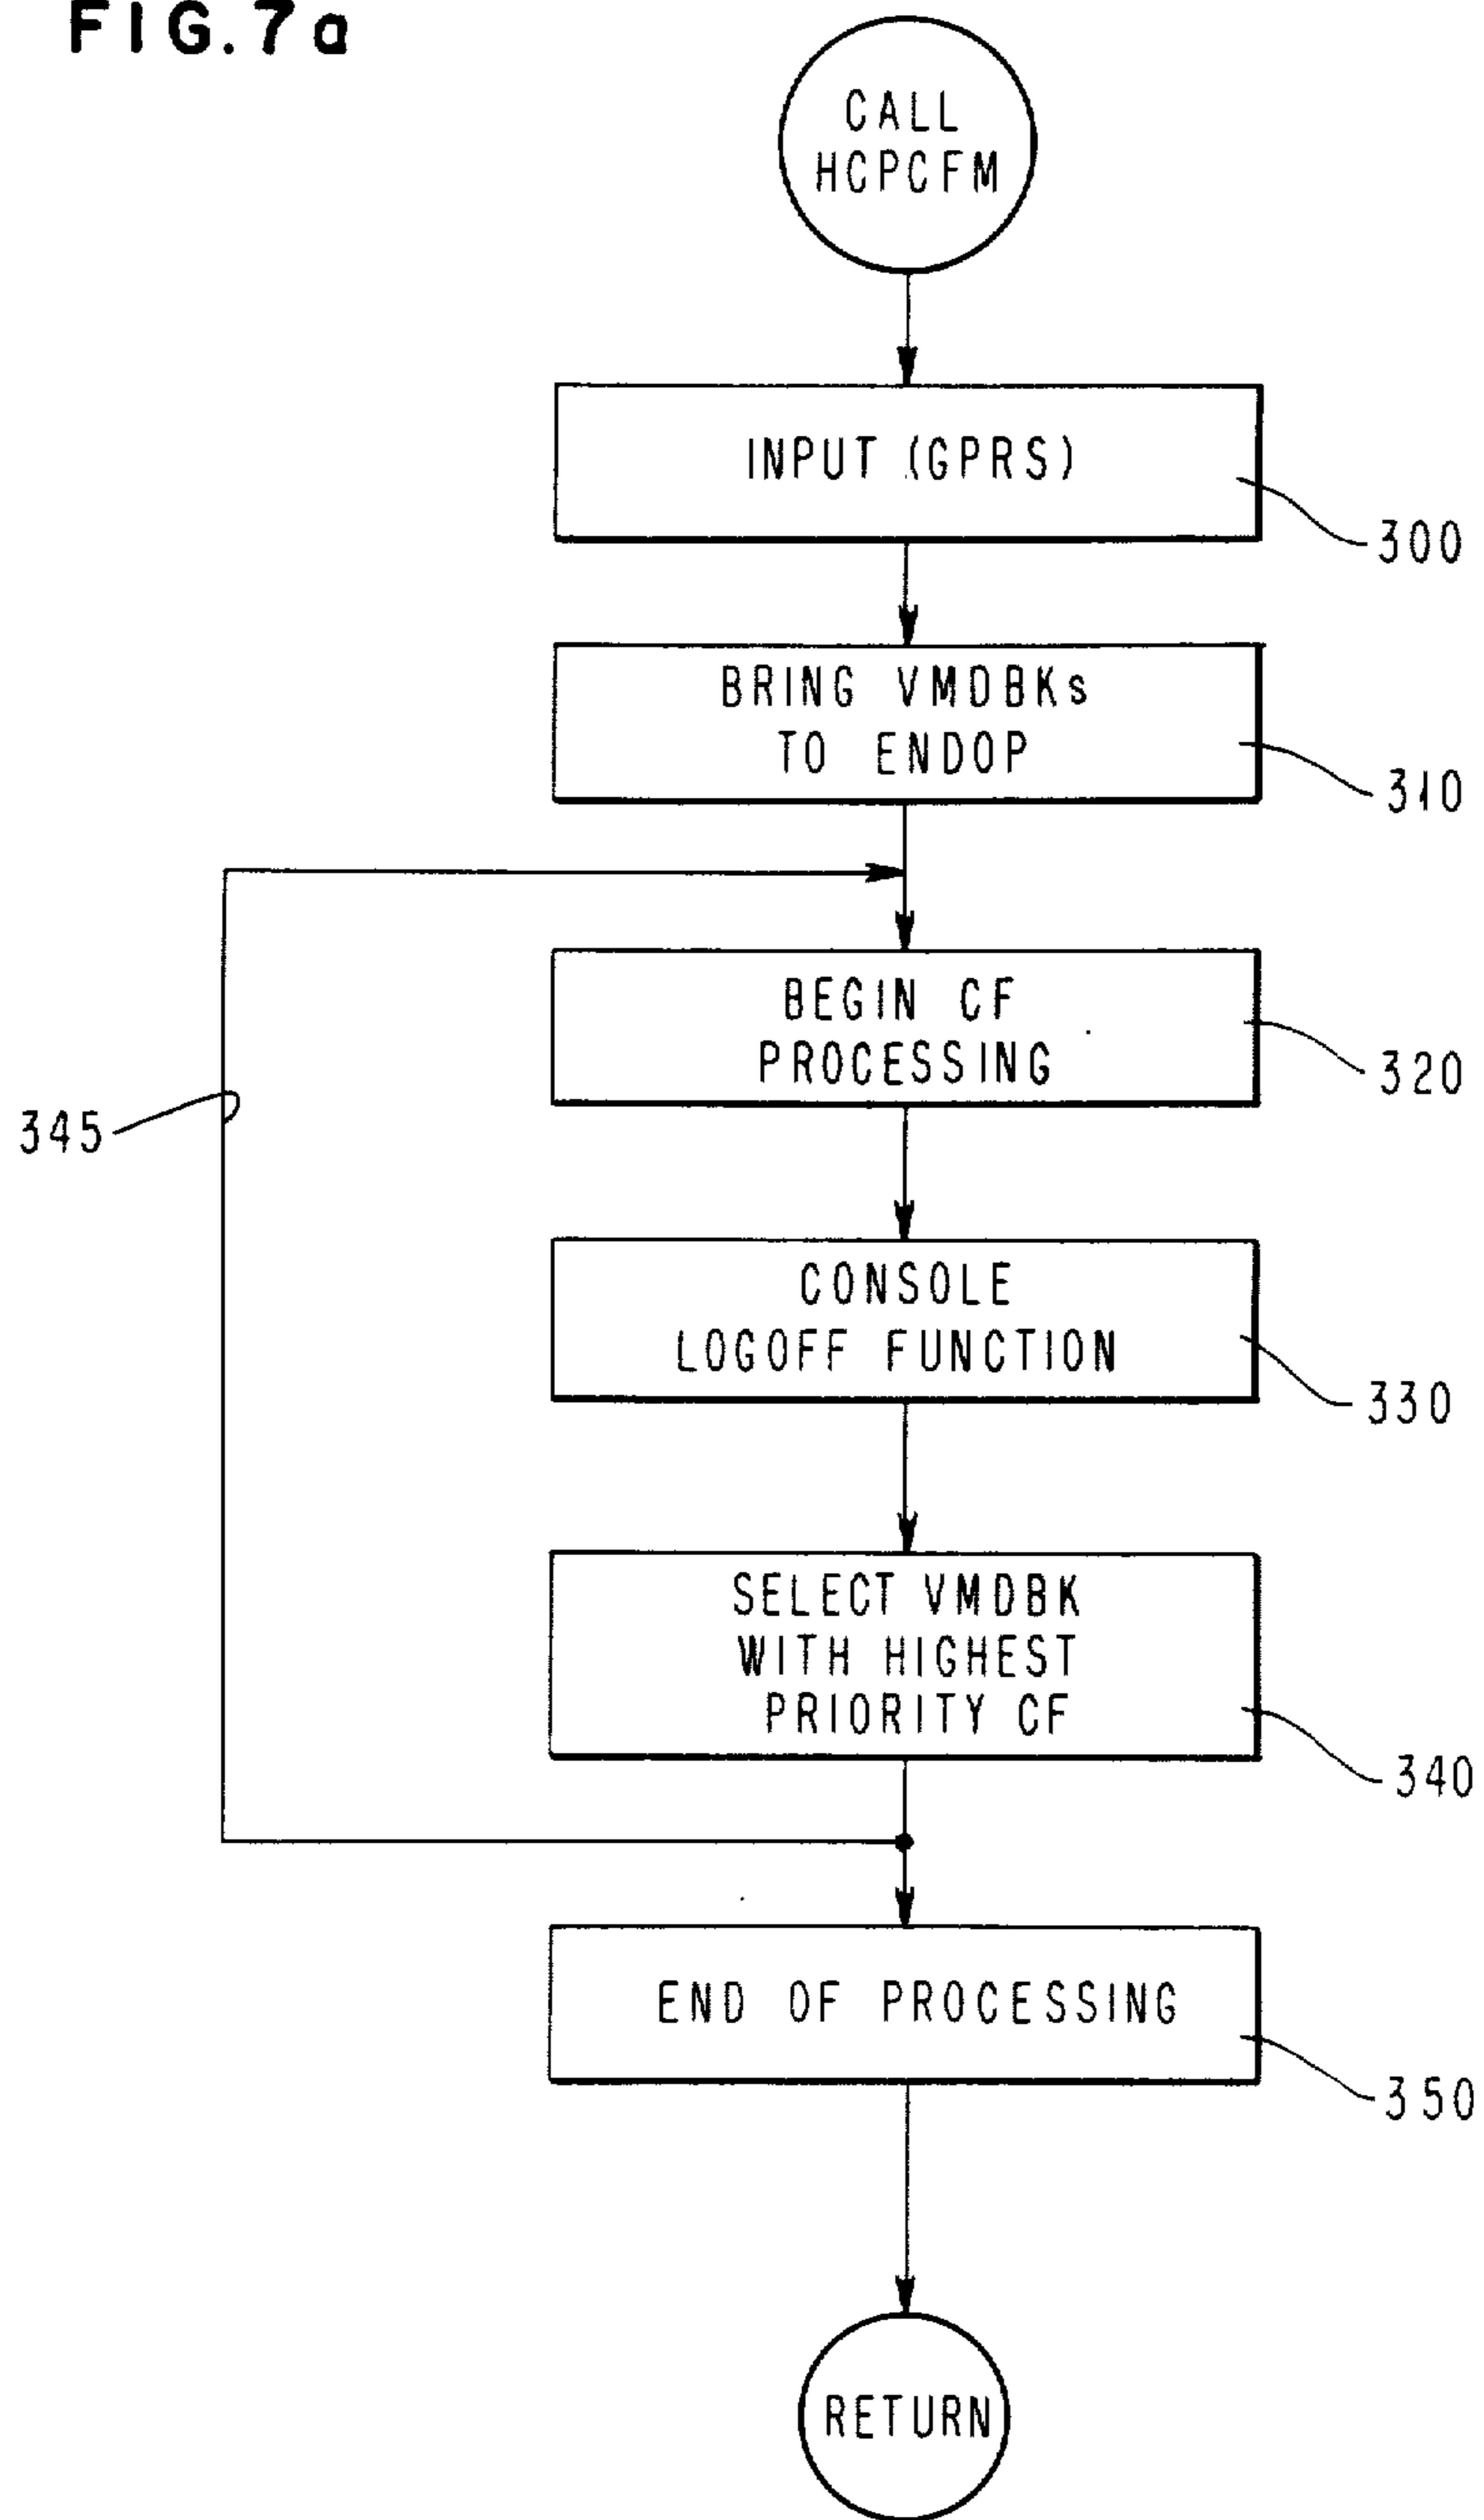 FIG.7a
CALL
HCPCFM
INPUT (GPRS)
300
BRING VMDBKs
TO ENDOP
310
BEGIN CF
PROCESSING
320
345
CONSOLE
LOGOFF FUNCTION
330
SELECT VMDBK
WITH HIGHEST
PRIORITY CF
340
END OF PROCESSING
350
RETURN